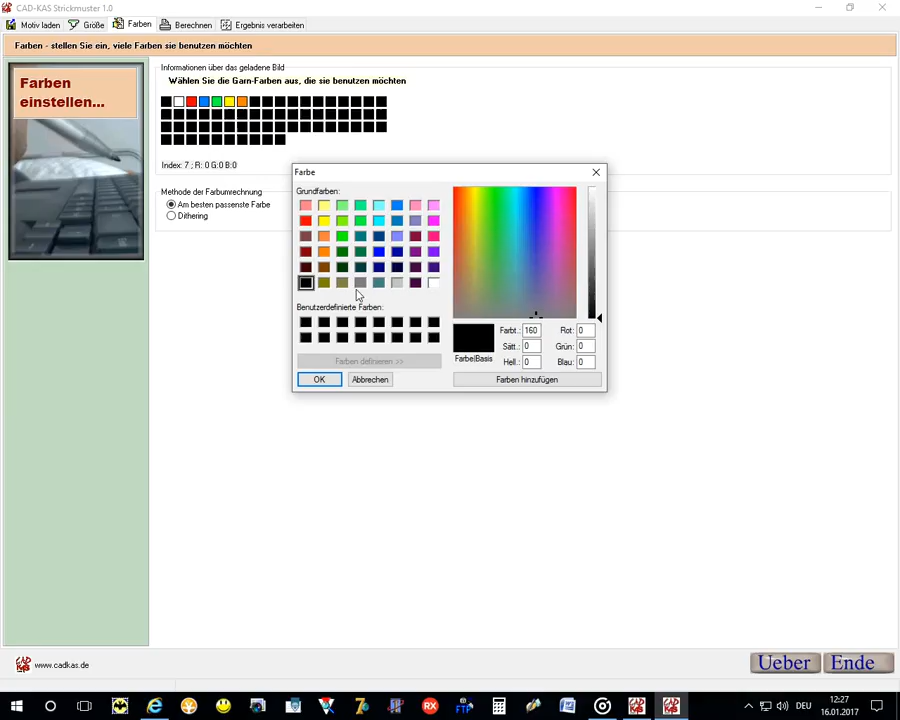 CAD-KAS Strickmuster 1.0
Motiv laden Größe Farben Berechnen Ergebnis verarbeiten
Farben - stellen Sie ein, viele Farben sie benutzen möchten
Farben
einstellen...
Informationen über das geladene Bild
Wählen Sie die Garn-Farben aus, die sie benutzen möchten
Index: 7 ; R: 0 G:0 B:0
Methode der Farbumrechnung
Am besten passenste Farbe
Dithering
Farbe
Grundfarben:
Benutzerdefinierte Farben:
Farben definieren >>
OK Abbrechen
Farbe|Basis
Farbt.: 160 Rot: 0
Sätt.: 0 Grün: 0
Hell.: 0 Blau: 0
Farben hinzufügen
CAD KAS www.cadkas.de
Ueber Ende
DEU
12:27
16.01.2017